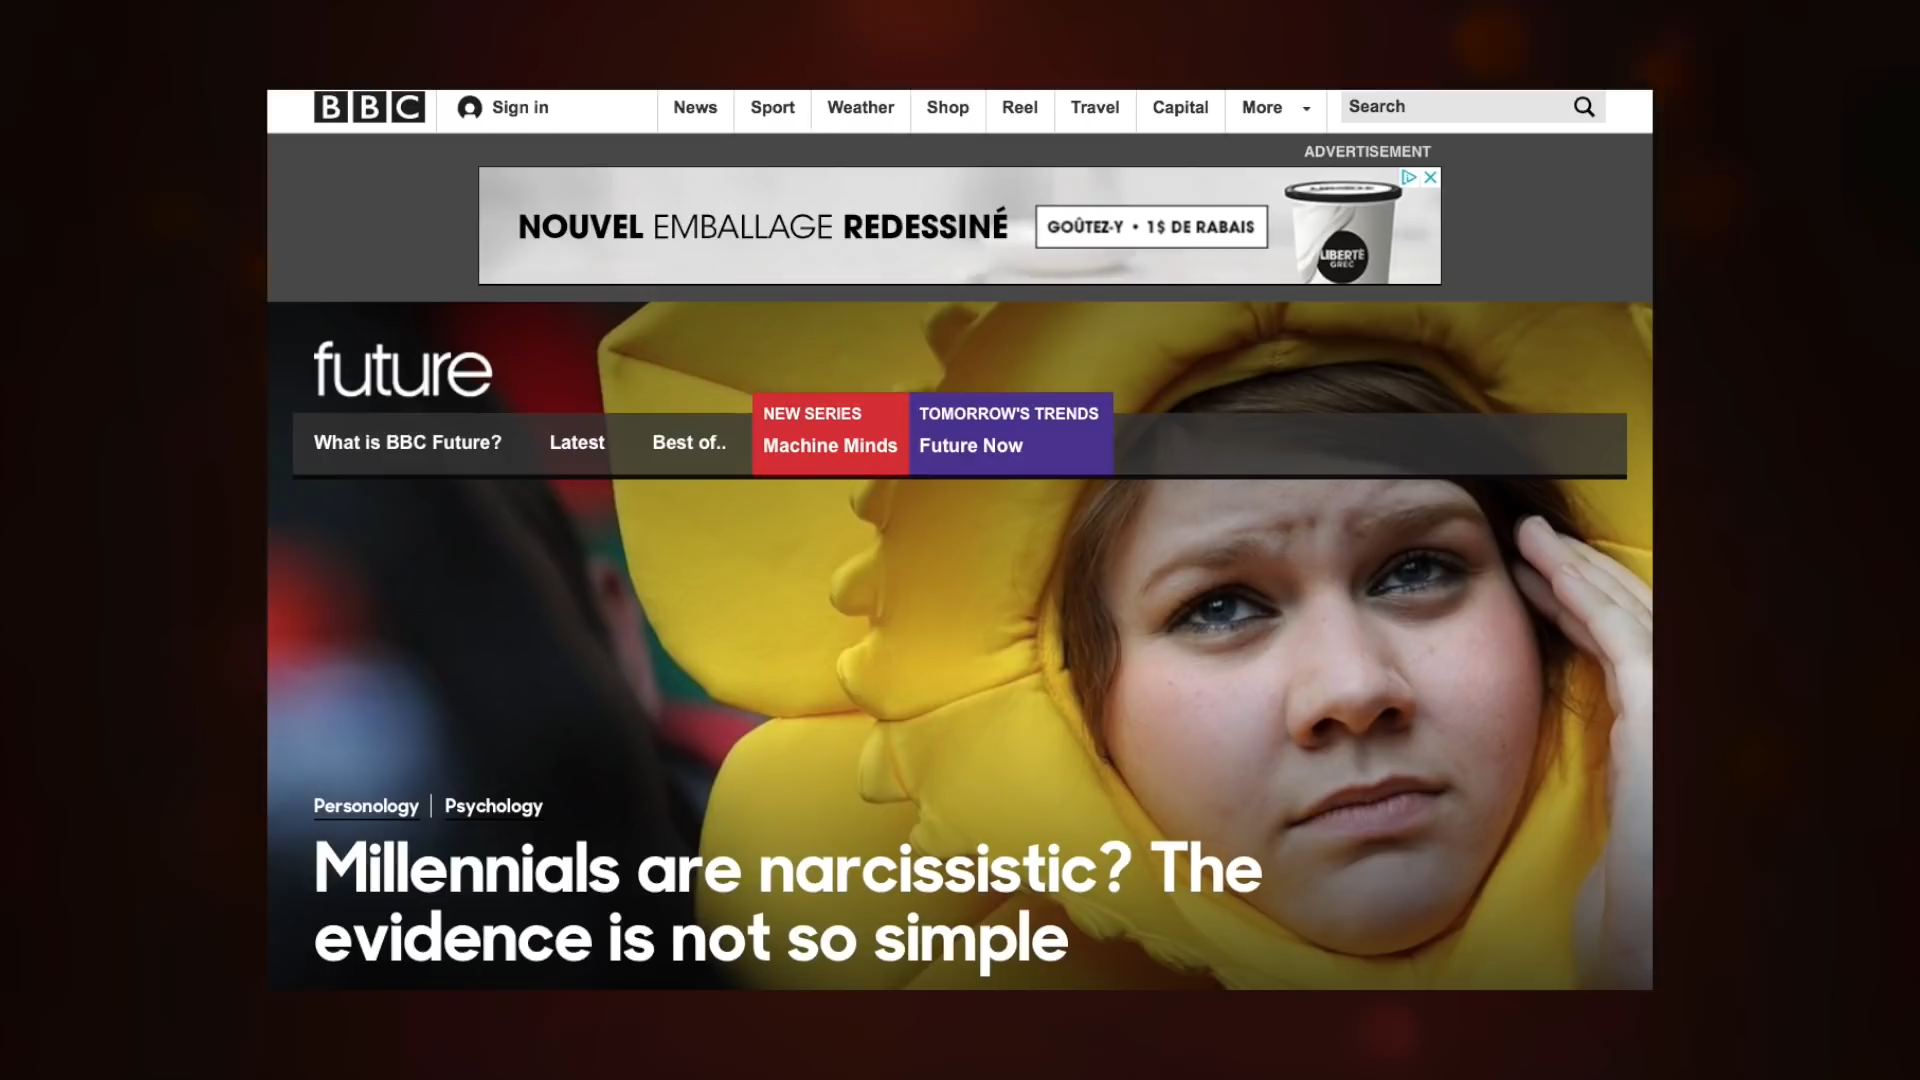 BBC
Sign in
News
Sport
Weather
Shop
Reel
Travel
Capital
More
Search
ADVERTISEMENT
NOUVEL EMBALLAGE REDESSINÉ
GOÛTEZ-Y • 1$ DE RABAIS
LIBERTÉ
GREC
future
What is BBC Future?
Latest
Best of..
NEW SERIES
Machine Minds
TOMORROW'S TRENDS
Future Now
Personology
Psychology
Millennials are narcissistic? The
evidence is not so simple